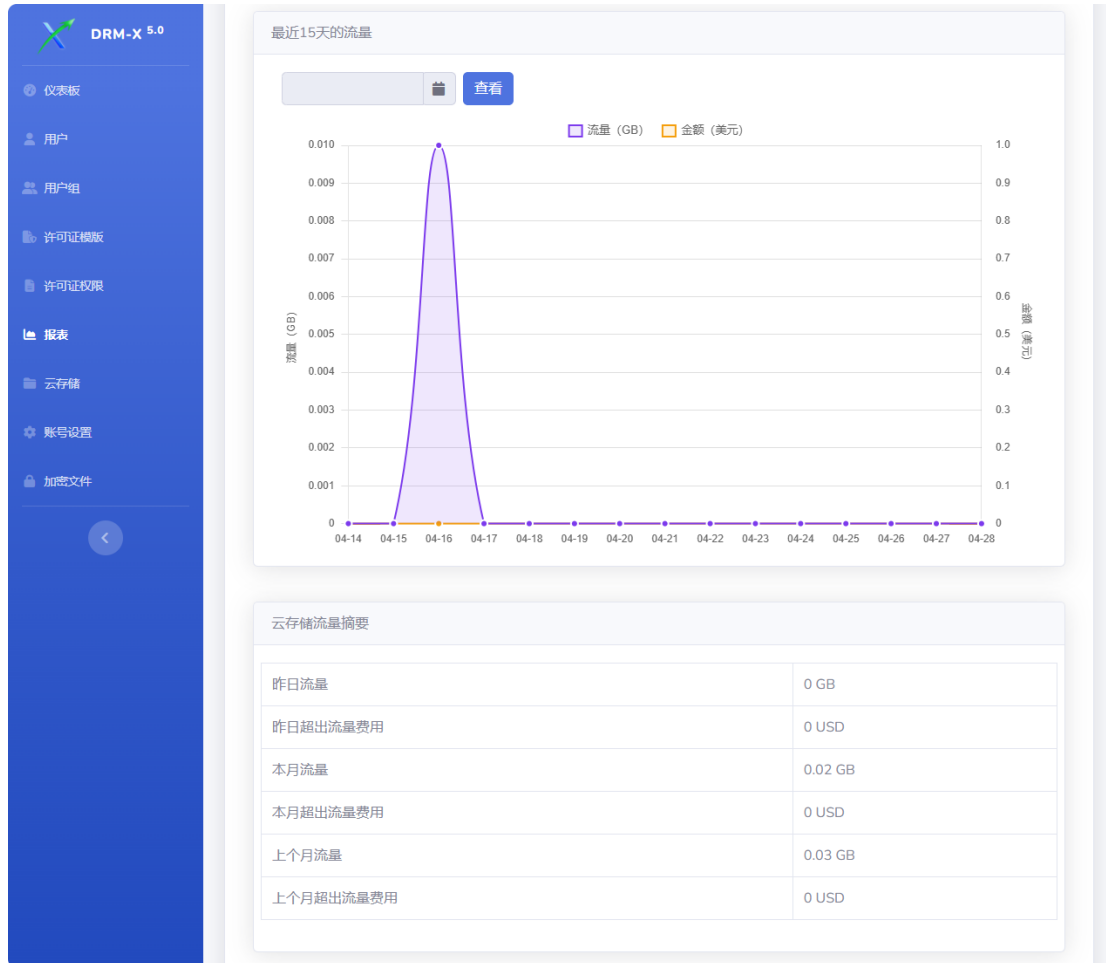 DRM-X 5.0
仪表板
用户
用户组
许可证模版
许可证权限
报表
云存储
账号设置
加密文件
最近15天的流量
查看
流量（GB） 金额（美元）
0.010 1.0
0.009 0.9
0.008 0.8
0.007 0.7
0.006 0.6
0.005 0.5
0.004 0.4
0.003 0.3
0.002 0.2
0.001 0.1
0 0
流量（GB）
金额（美元）
04-14 04-15 04-16 04-17 04-18 04-19 04-20 04-21 04-22 04-23 04-24 04-25 04-26 04-27 04-28
云存储流量摘要
昨日流量 0 GB
昨日超出流量费用 0 USD
本月流量 0.02 GB
本月超出流量费用 0 USD
上个月流量 0.03 GB
上个月超出流量费用 0 USD